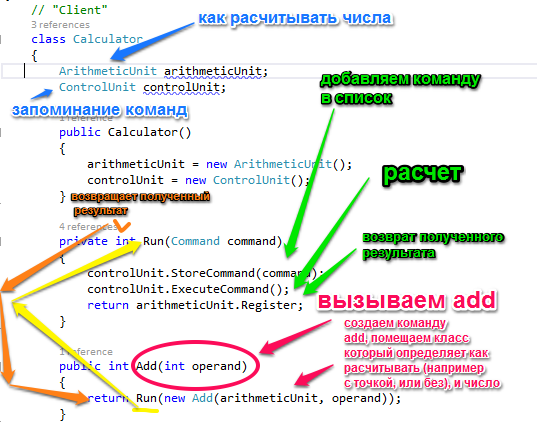 // "Client"
3 references
class Calculator
как расчитывать числа
{
ArithmeticUnit arithmeticUnit;
ControlUnit controlUnit;
добавляем команду
в список
запоминание команд
1 reference
public Calculator()
{
arithmeticUnit = new ArithmeticUnit();
controlUnit = new ControlUnit();
}
расчет
возвращает полученный
результат
4 references
private int Run(Command command)
возврат полученного
результата
{
controlUnit.StoreCommand(command);
controlUnit.ExecuteCommand();
return arithmeticUnit.Register;
}
вызываем add
создаем команду
add, помещаем класс
который определяет как
расчитывать (например
с точкой, или без), и число
1 reference
public int Add(int operand)
{
return Run(new Add(arithmeticUnit, operand));
}